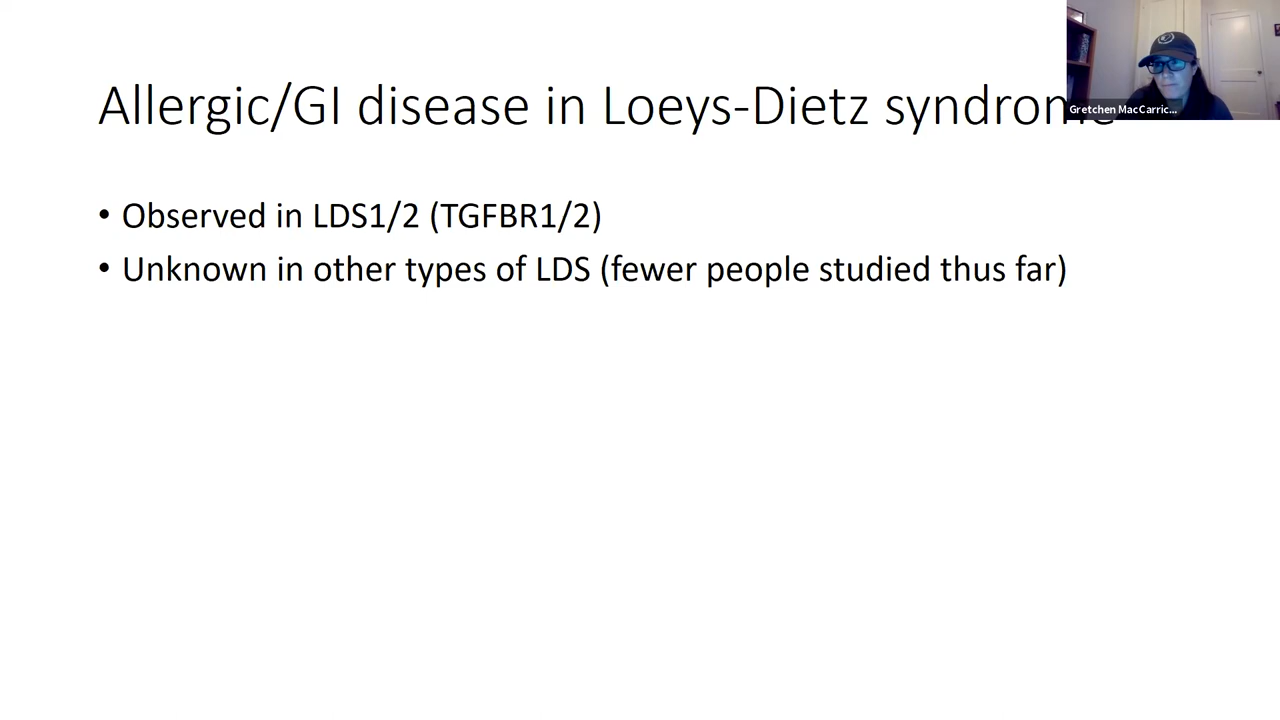 Allergic/GI disease in Loeys-Dietz syndrome
Gretchen MacCarric...
• Observed in LDS1/2 (TGFBR1/2)
• Unknown in other types of LDS (fewer people studied thus far)